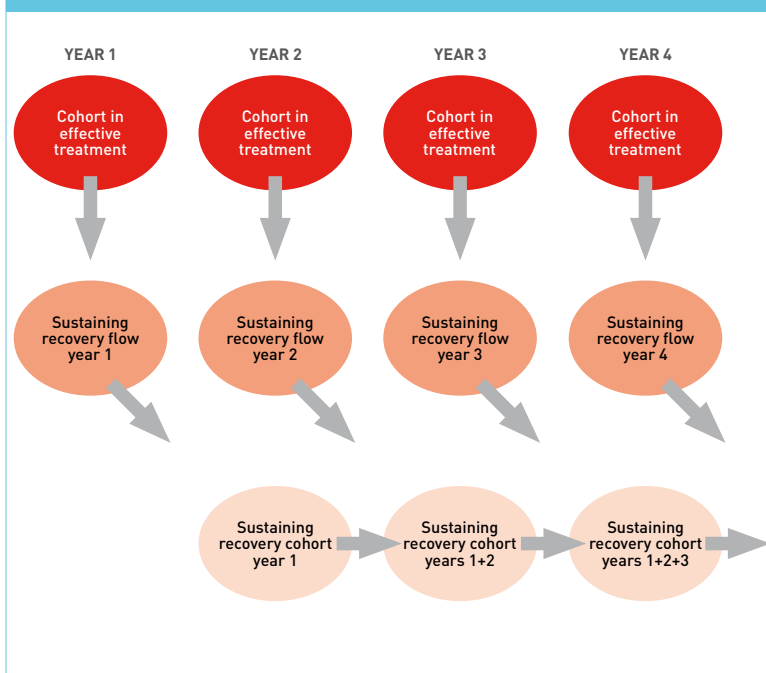 YEAR 1
YEAR 2
YEAR 3
YEAR 4
Cohort in
effective
treatment
Cohort in
effective
treatment
Cohort in
effective
treatment
Cohort in
effective
treatment
Sustaining
recovery flow
year 1
Sustaining
recovery flow
year 2
Sustaining
recovery flow
year 3
Sustaining
recovery flow
year 4
Sustaining
recovery cohort
year 1
Sustaining
recovery cohort
years 1+2
Sustaining
recovery cohort
years 1+2+3